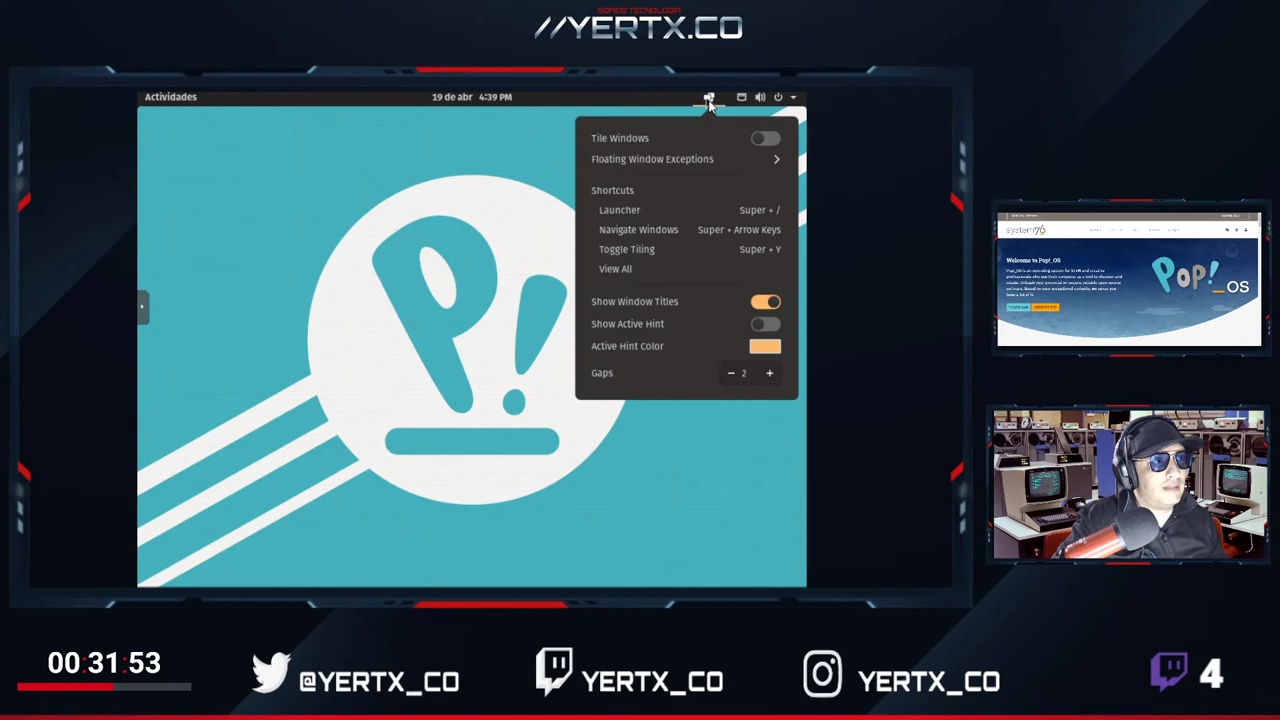 SOMOS TECNOLOGIA
//YERTX.CO
Actividades
19 de abr 4:39 PM
Tile Windows
Floating Window Exceptions
Shortcuts
Launcher Super + /
Navigate Windows Super + Arrow Keys
Toggle Tiling Super + Y
View All
Show Window Titles
Show Active Hint
Active Hint Color
Gaps − 2 +
P!
system76
Welcome to Pop!_OS
Pop!_OS
00:31:53
@YERTX_CO
YERTX_CO
YERTX_CO
4